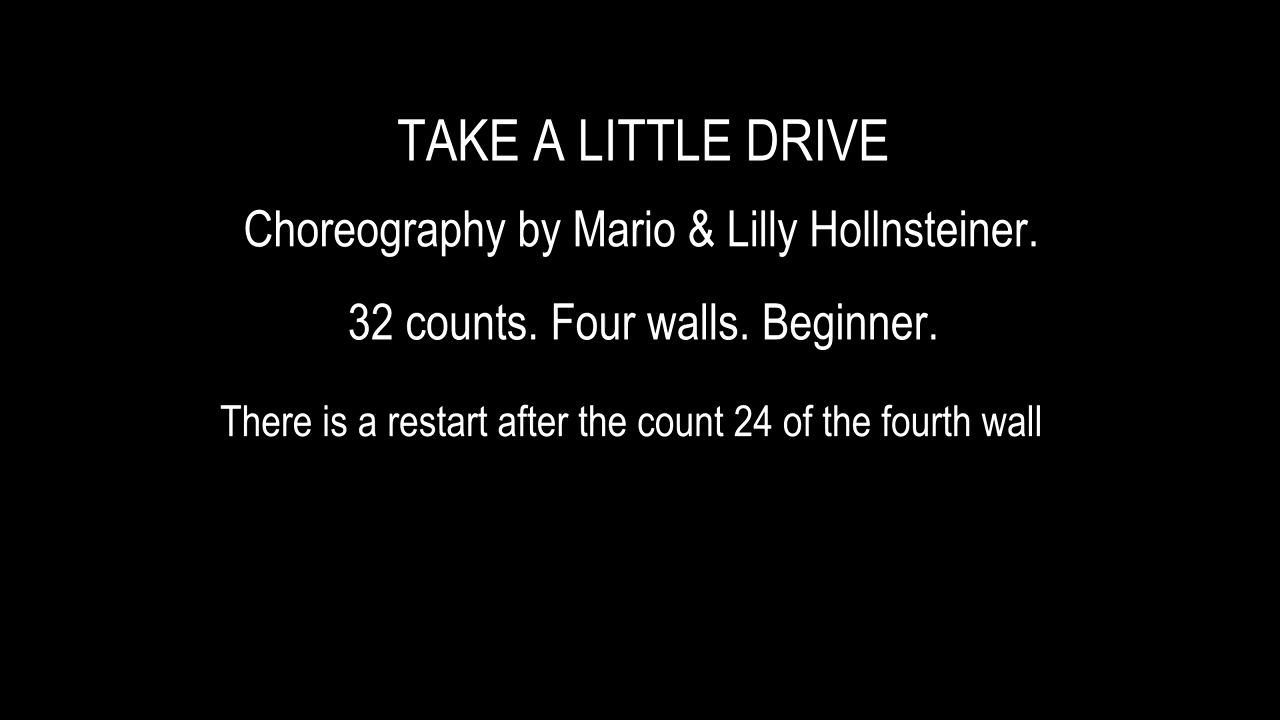 TAKE A LITTLE DRIVE
Choreography by Mario & Lilly Hollnsteiner.
32 counts. Four walls. Beginner.
There is a restart after the count 24 of the fourth wall